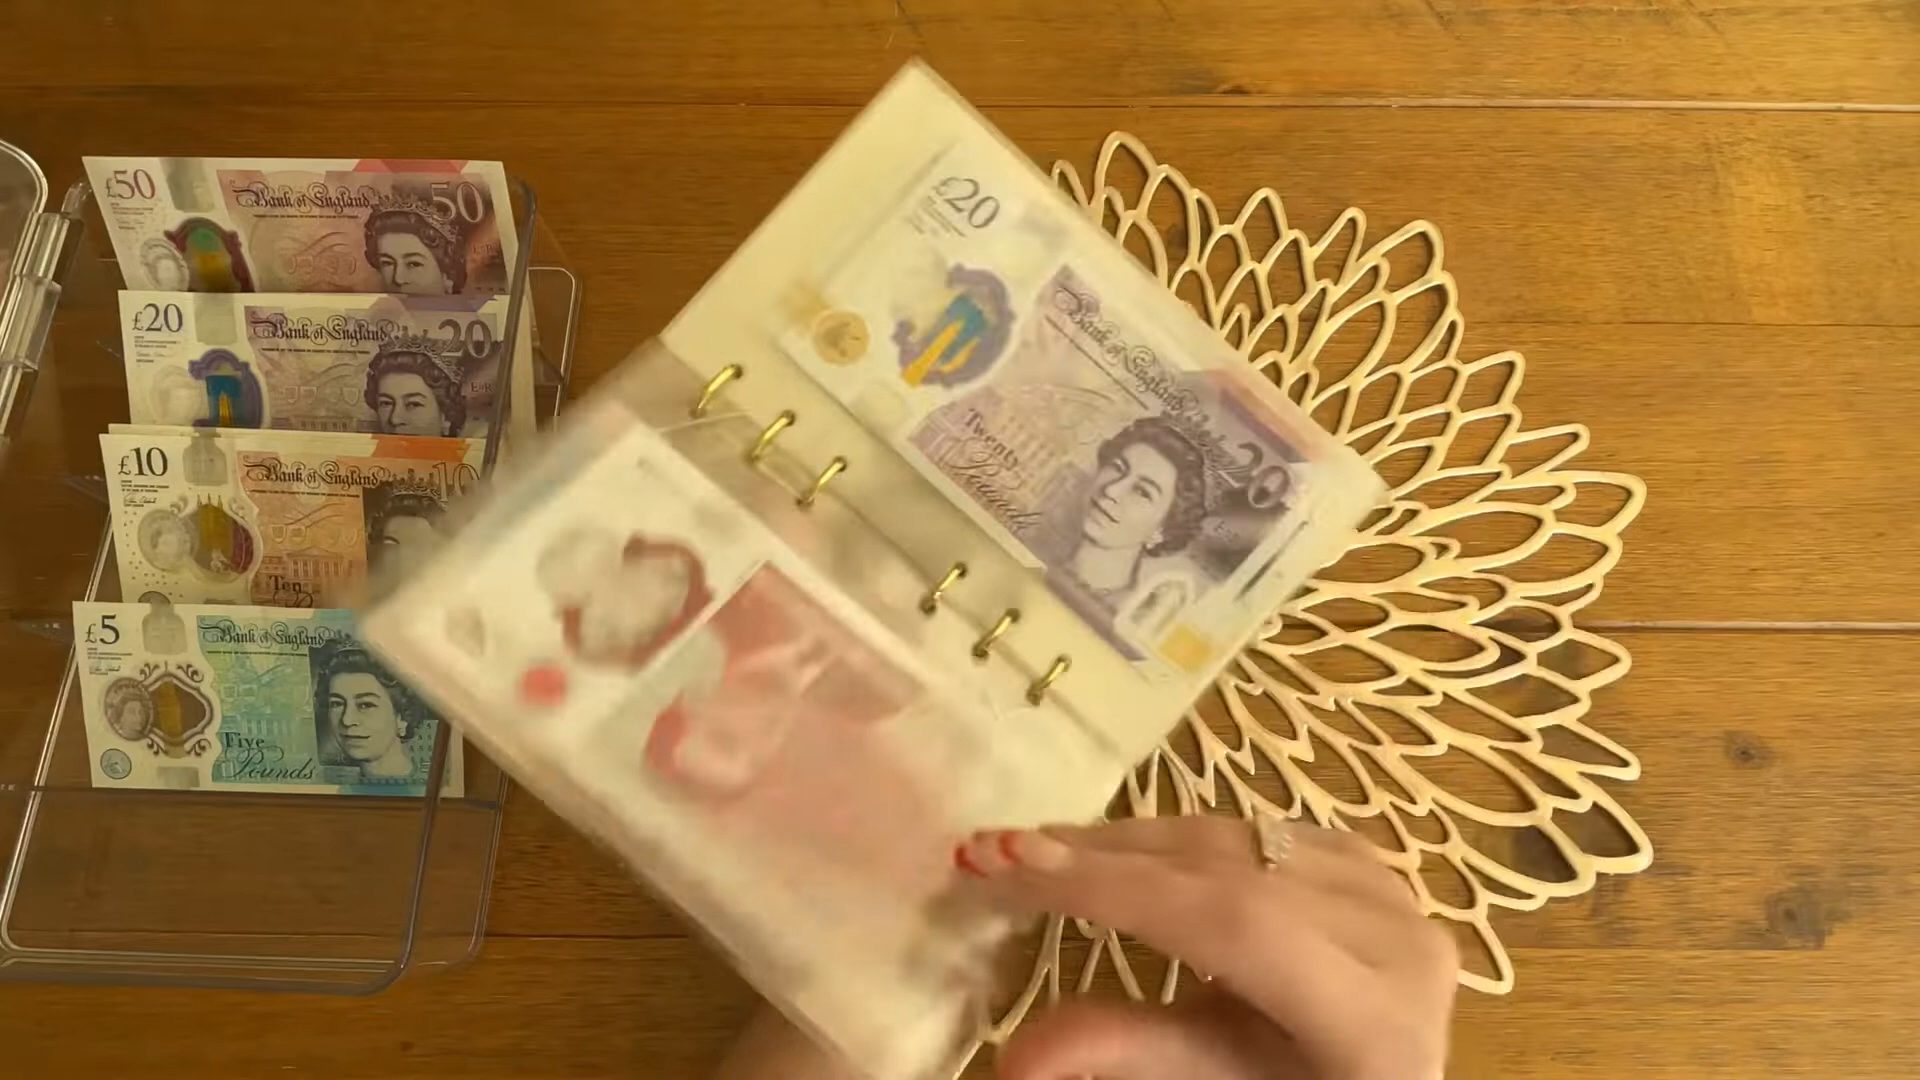 £50
Bank of England
50
£20
Bank of England
20
£10
Bank of England
10
Ten
£5
Bank of England
Five
Pounds
£20
Bank of England
Twenty
Pounds
20